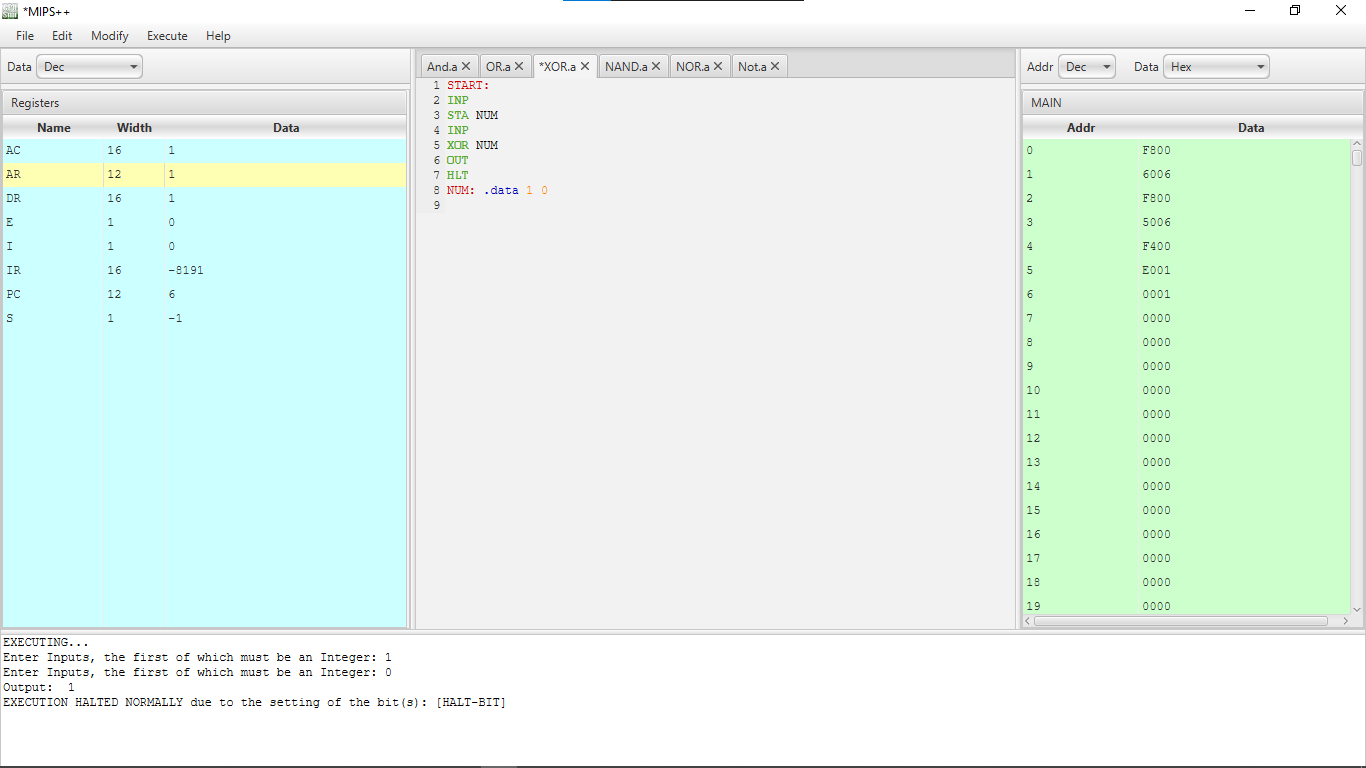 *MIPS++
File Edit Modify Execute Help
Data Dec
Registers
Name Width Data
AC 16 1
AR 12 1
DR 16 1
E 1 0
I 1 0
IR 16 -8191
PC 12 6
S 1 -1
And.a OR.a *XOR.a NAND.a NOR.a Not.a
1 START:
2 INP
3 STA NUM
4 INP
5 XOR NUM
6 OUT
7 HLT
8 NUM: .data 1 0
9
Addr Dec Data Hex
MAIN
Addr Data
0 F800
1 6006
2 F800
3 5006
4 F400
5 E001
6 0001
7 0000
8 0000
9 0000
10 0000
11 0000
12 0000
13 0000
14 0000
15 0000
16 0000
17 0000
18 0000
19 0000
EXECUTING...
Enter Inputs, the first of which must be an Integer: 1
Enter Inputs, the first of which must be an Integer: 0
Output: 1
EXECUTION HALTED NORMALLY due to the setting of the bit(s): [HALT-BIT]